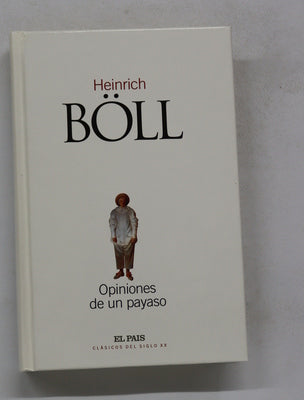 Heinrich
BÖLL
Opiniones
de un payaso
EL PAIS
CLÁSICOS DEL SIGLO XX